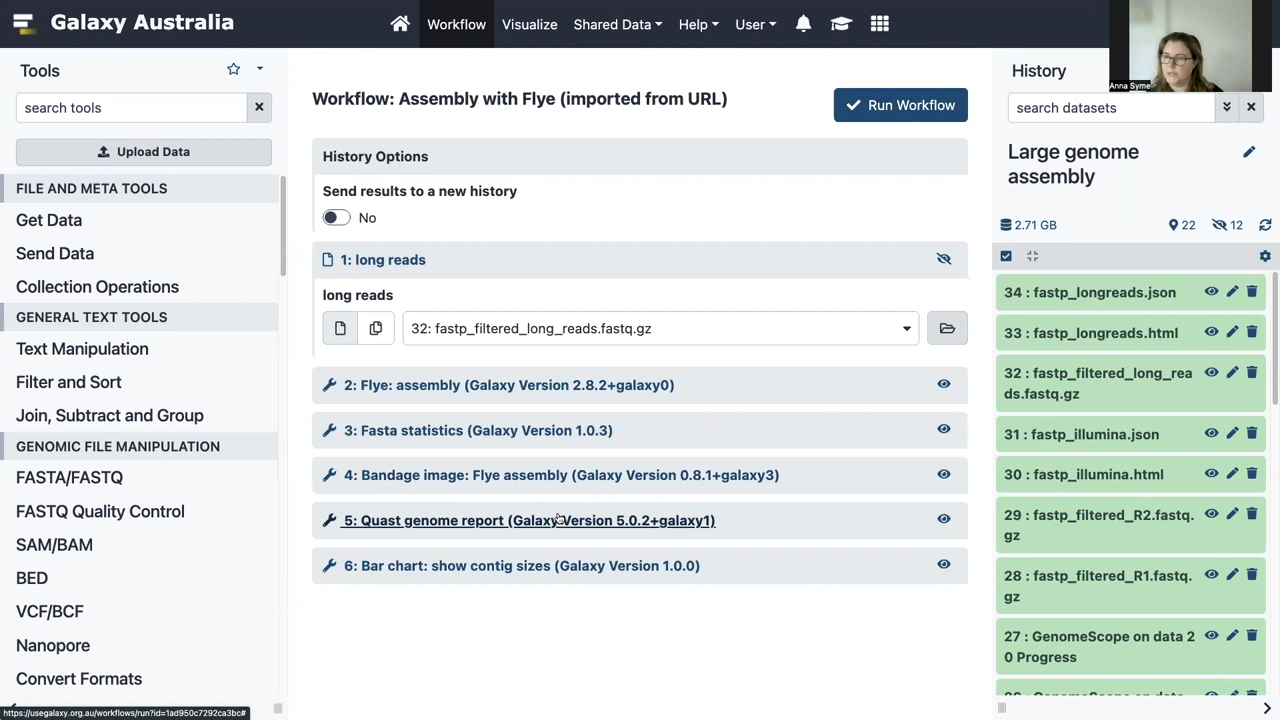 Galaxy Australia
Workflow
Visualize
Shared Data
Help
User
Anna Syme
Tools
search tools
Upload Data
FILE AND META TOOLS
Get Data
Send Data
Collection Operations
GENERAL TEXT TOOLS
Text Manipulation
Filter and Sort
Join, Subtract and Group
GENOMIC FILE MANIPULATION
FASTA/FASTQ
FASTQ Quality Control
SAM/BAM
BED
VCF/BCF
Nanopore
Convert Formats
https://usegalaxy.org.au/workflows/run?id=1ad950c7292ca3bc#
Workflow: Assembly with Flye (imported from URL)
Run Workflow
History Options
Send results to a new history
No
1: long reads
long reads
32: fastp_filtered_long_reads.fastq.gz
2: Flye: assembly (Galaxy Version 2.8.2+galaxy0)
3: Fasta statistics (Galaxy Version 1.0.3)
4: Bandage image: Flye assembly (Galaxy Version 0.8.1+galaxy3)
5: Quast genome report (Galaxy Version 5.0.2+galaxy1)
6: Bar chart: show contig sizes (Galaxy Version 1.0.0)
History
search datasets
Large genome
assembly
2.71 GB
22
12
34 : fastp_longreads.json
33 : fastp_longreads.html
32 : fastp_filtered_long_rea
ds.fastq.gz
31 : fastp_illumina.json
30 : fastp_illumina.html
29 : fastp_filtered_R2.fastq.
gz
28 : fastp_filtered_R1.fastq.
gz
27 : GenomeScope on data 2
0 Progress